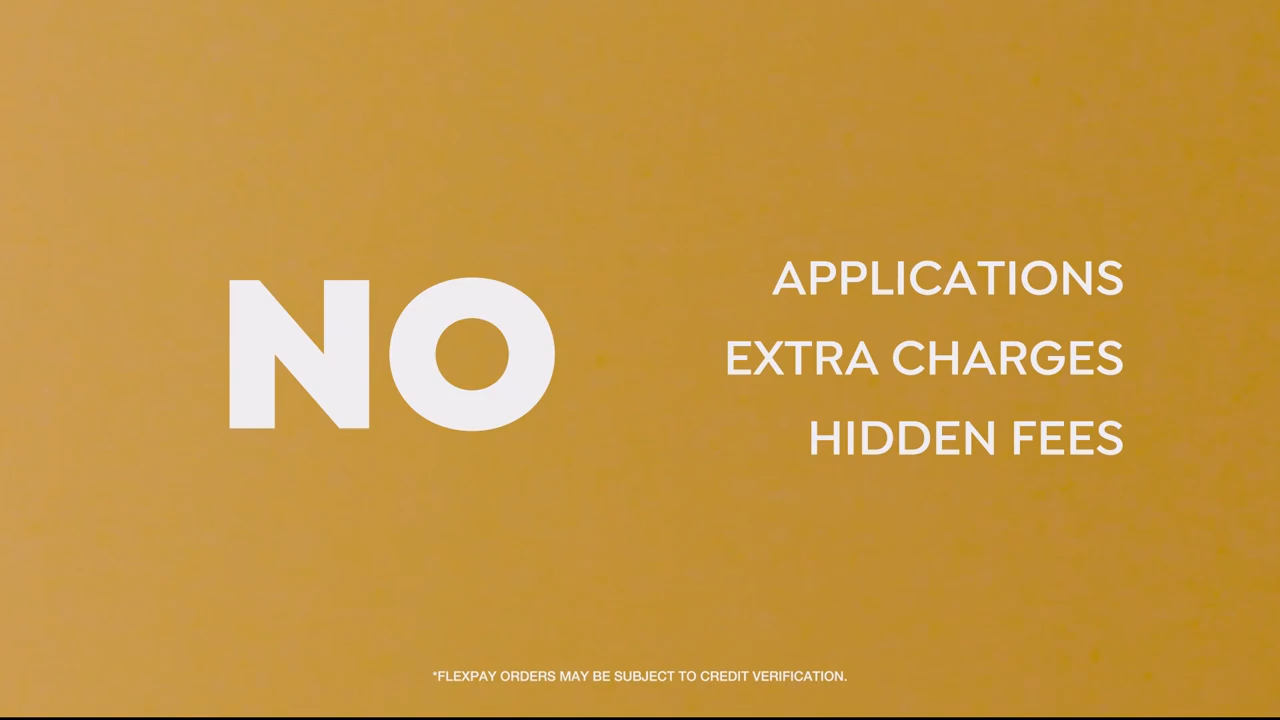 NO
APPLICATIONS
EXTRA CHARGES
HIDDEN FEES
*FLEXPAY ORDERS MAY BE SUBJECT TO CREDIT VERIFICATION.